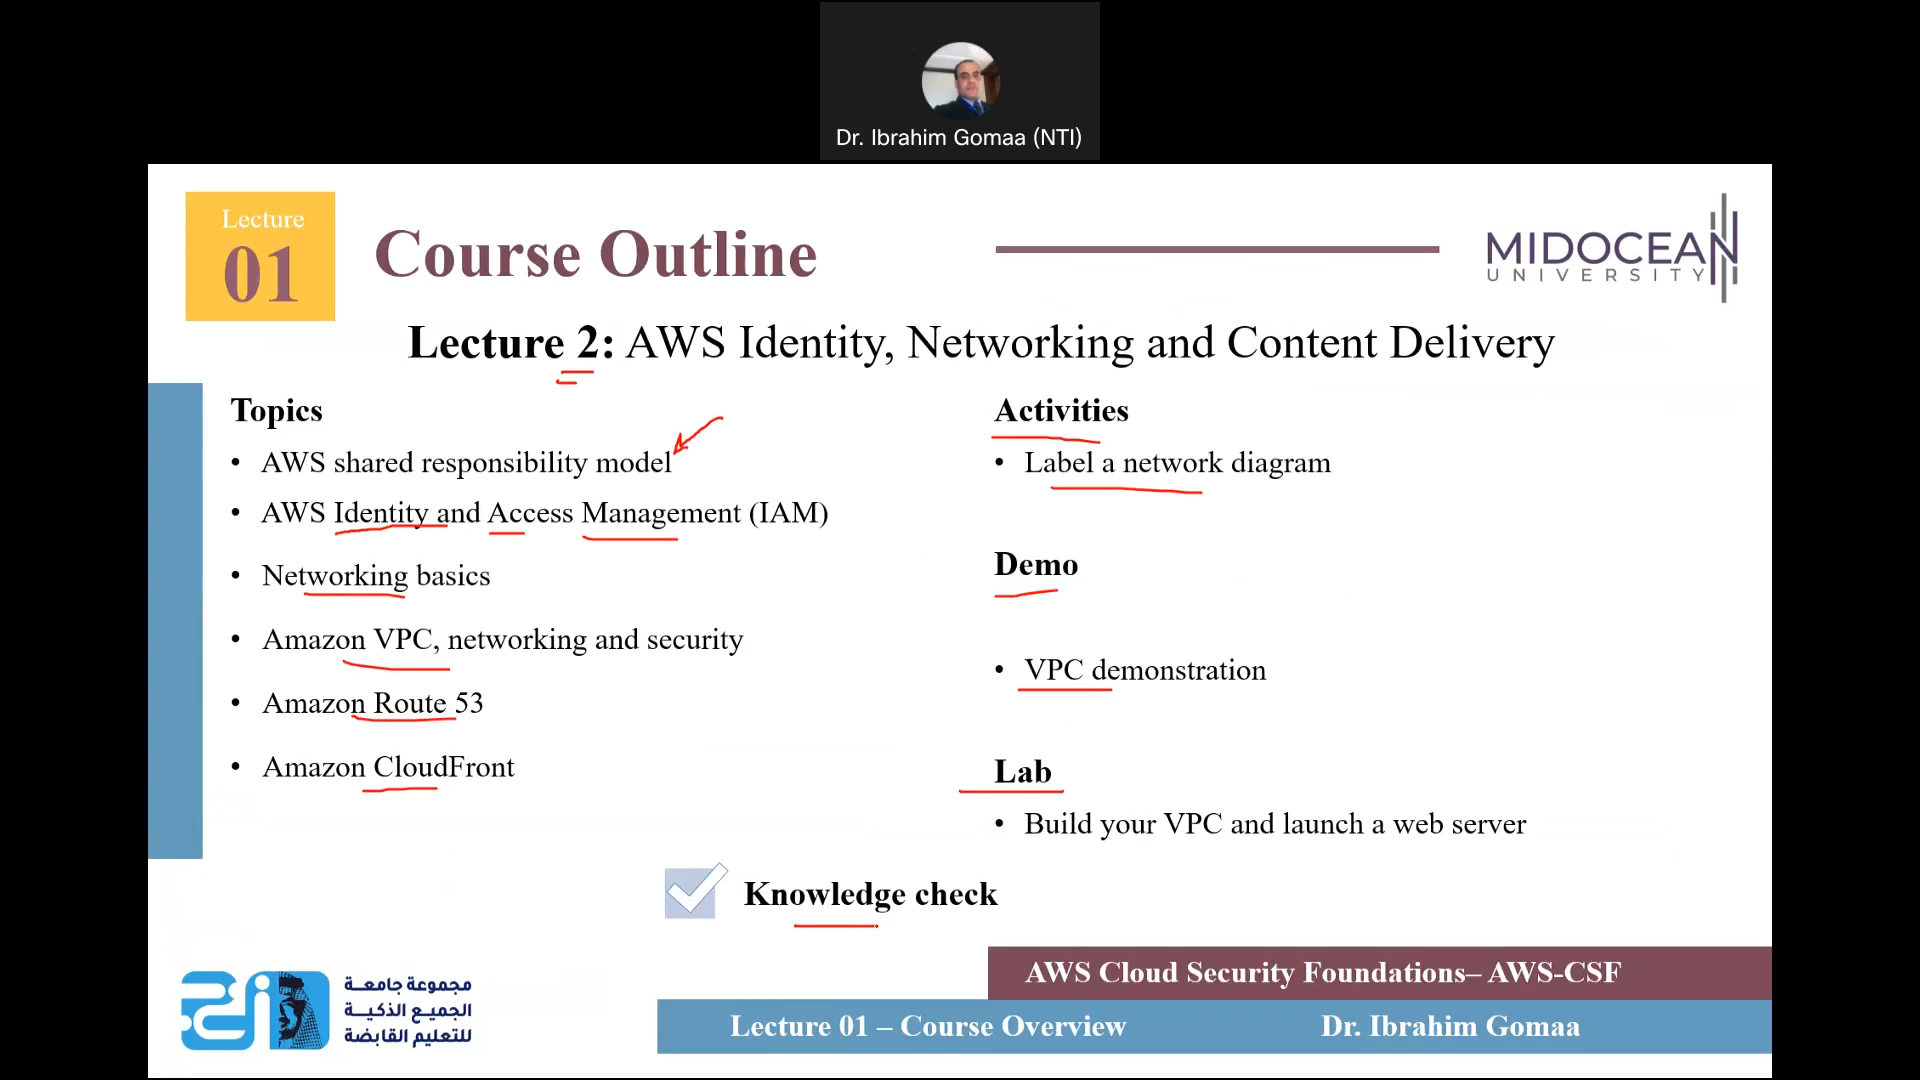 Dr. Ibrahim Gomaa (NTI)
Lecture
01
Course Outline
MIDOCEAN
UNIVERSITY
Lecture 2: AWS Identity, Networking and Content Delivery
Topics
• AWS shared responsibility model
• AWS Identity and Access Management (IAM)
• Networking basics
• Amazon VPC, networking and security
• Amazon Route 53
• Amazon CloudFront
Activities
• Label a network diagram
Demo
• VPC demonstration
Lab
• Build your VPC and launch a web server
Knowledge check
مجموعة جامعة
الجميع الذكية
للتعليم القابضة
AWS Cloud Security Foundations– AWS-CSF
Lecture 01 – Course Overview
Dr. Ibrahim Gomaa